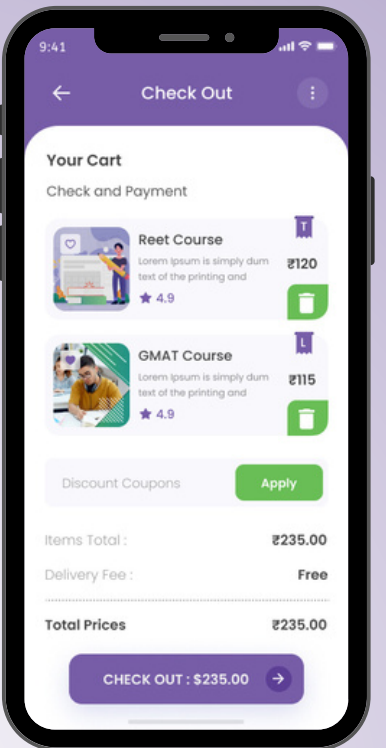 9:41
Check Out
Your Cart
Check and Payment
T
Reet Course
Lorem Ipsum is simply dum
text of the printing and
₹120
4.9
L
GMAT Course
Lorem Ipsum is simply dum
text of the printing and
₹115
4.9
Discount Coupons
Apply
Items Total :
₹235.00
Delivery Fee :
Free
Total Prices
₹235.00
CHECK OUT : $235.00